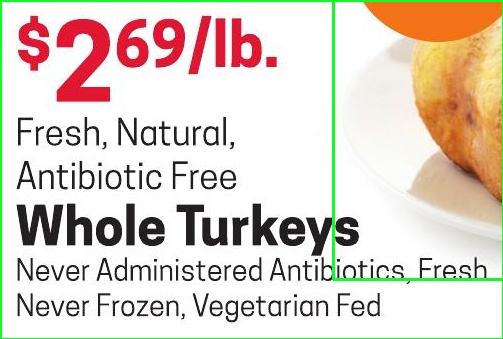 $2 69/lb.
Fresh, Natural,
Antibiotic Free
Whole Turkeys
Never Administered Antibiotics, Fresh
Never Frozen, Vegetarian Fed